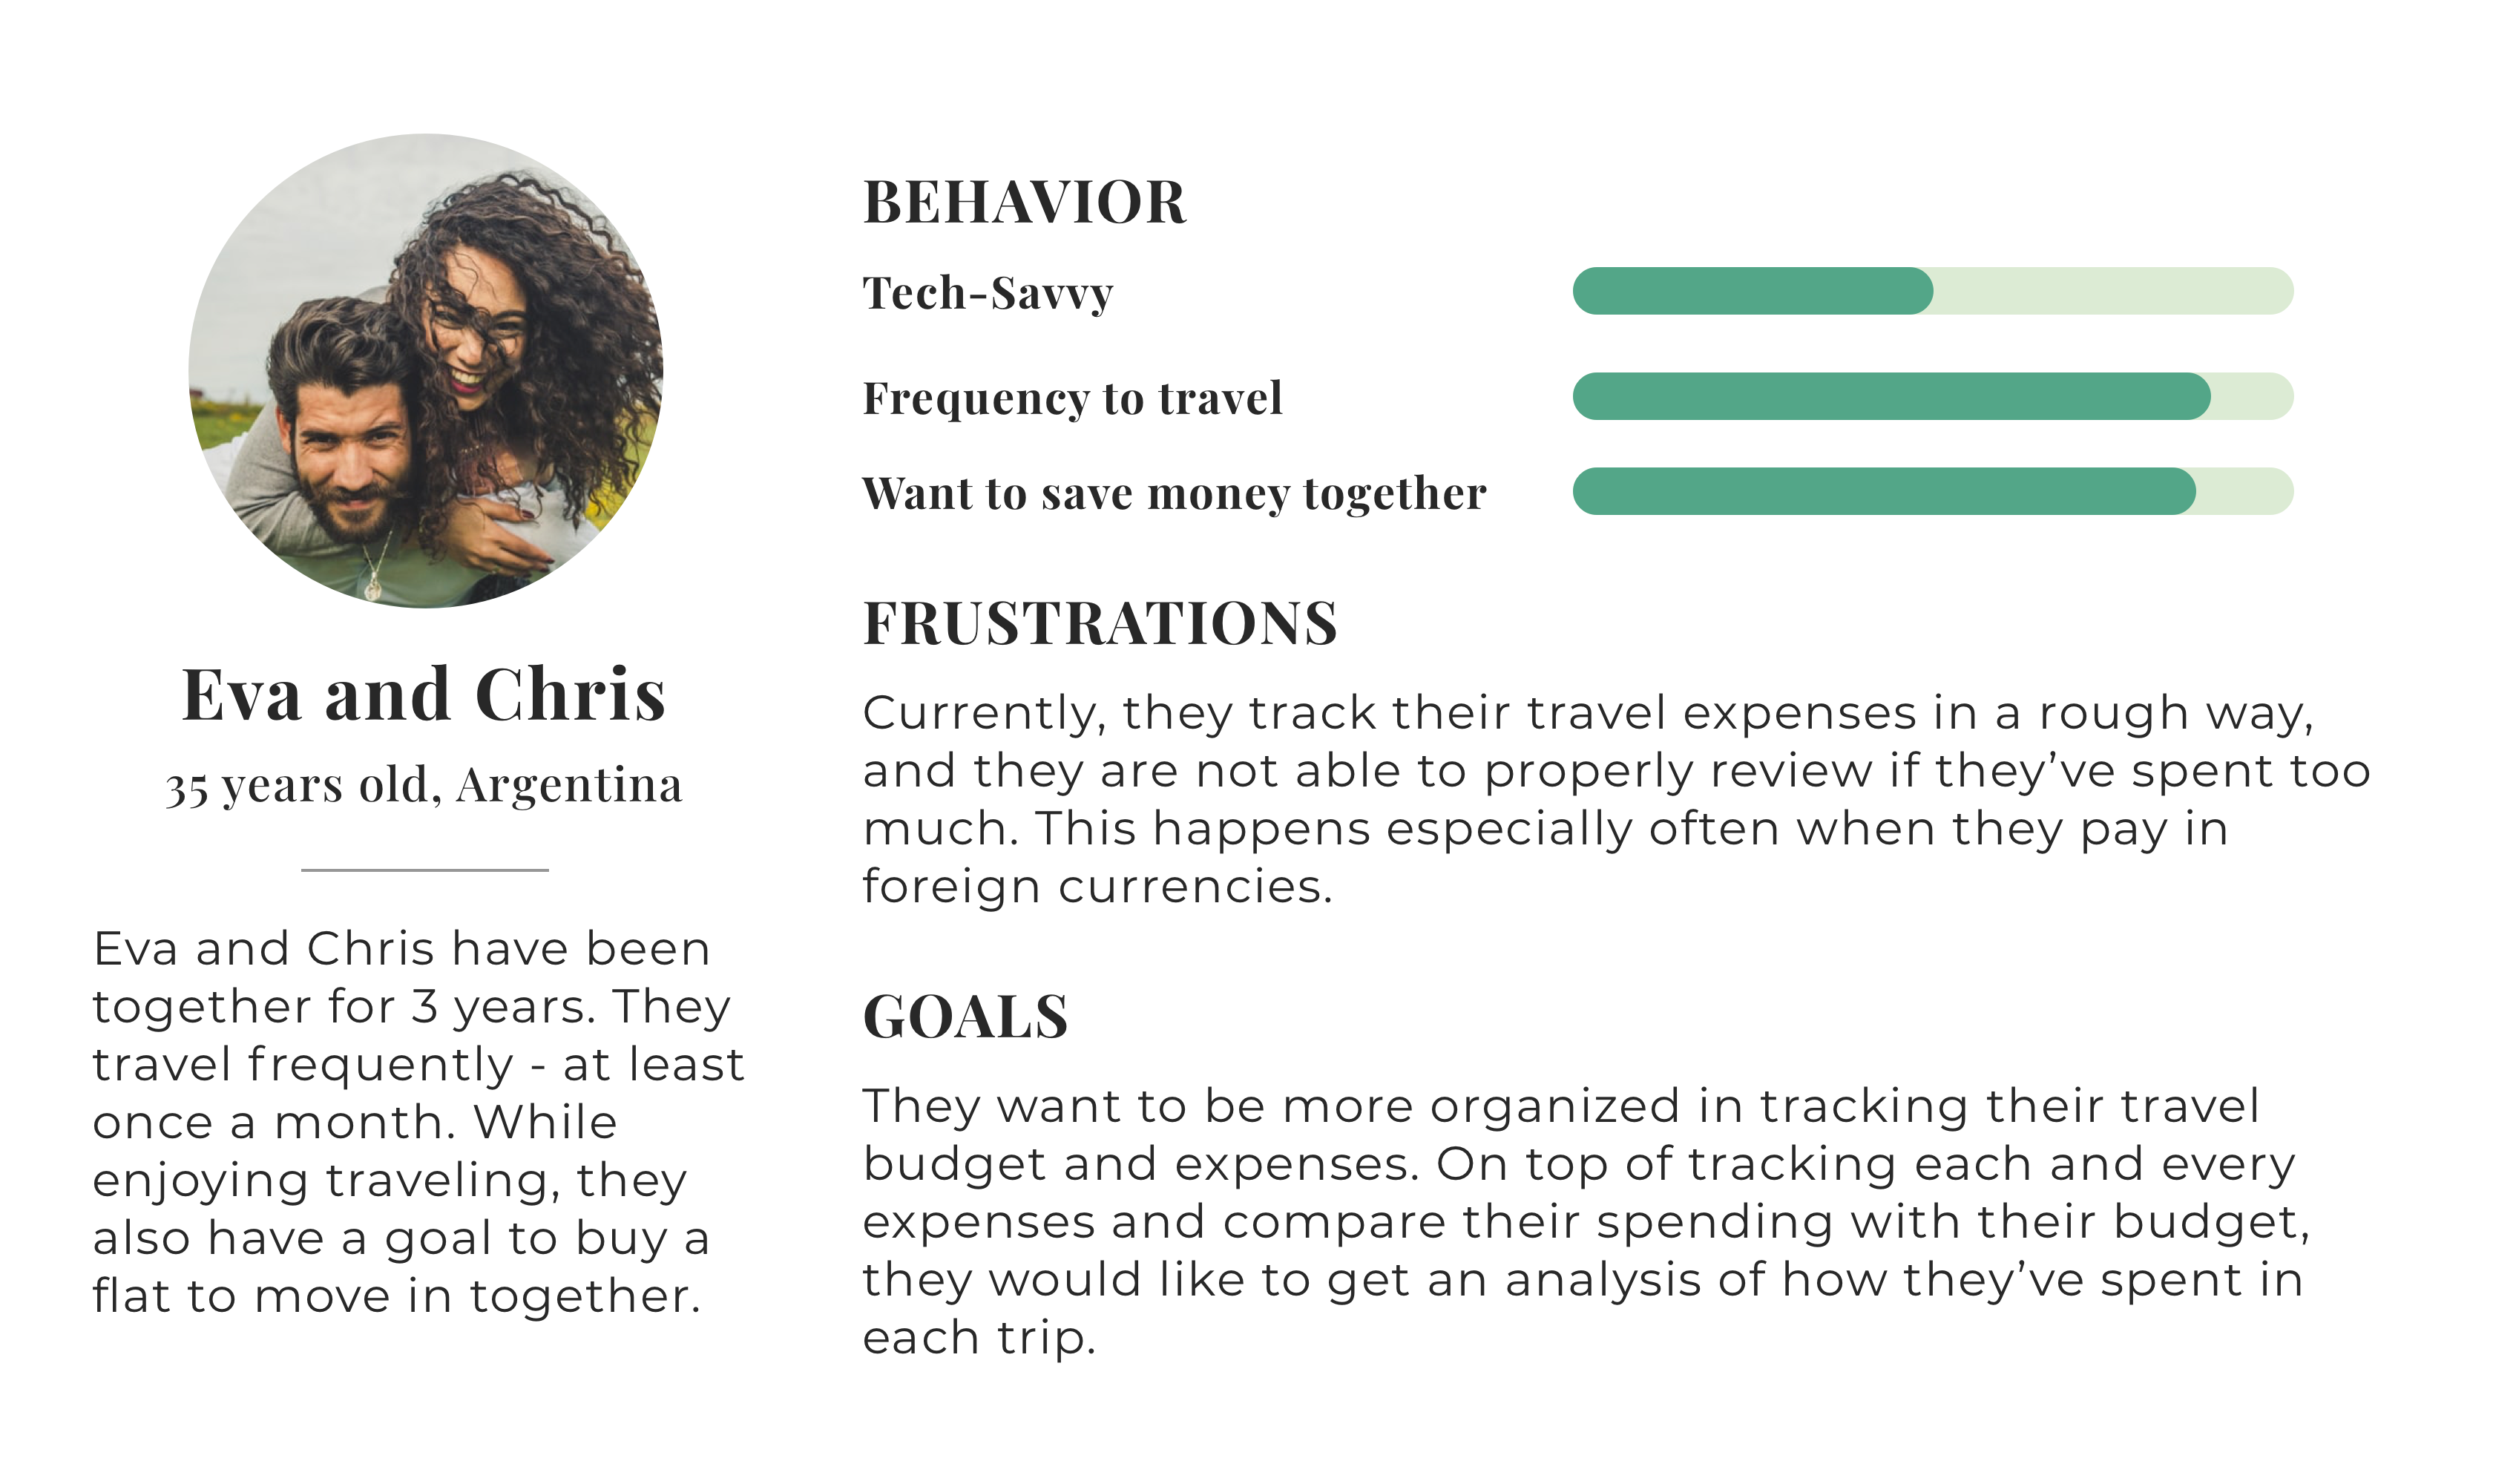 Eva and Chris
35 years old, Argentina
Eva and Chris have been
together for 3 years. They
travel frequently - at least
once a month. While
enjoying traveling, they
also have a goal to buy a
flat to move in together.
BEHAVIOR
Tech-Savvy
Frequency to travel
Want to save money together
FRUSTRATIONS
Currently, they track their travel expenses in a rough way,
and they are not able to properly review if they’ve spent too
much. This happens especially often when they pay in
foreign currencies.
GOALS
They want to be more organized in tracking their travel
budget and expenses. On top of tracking each and every
expenses and compare their spending with their budget,
they would like to get an analysis of how they’ve spent in
each trip.